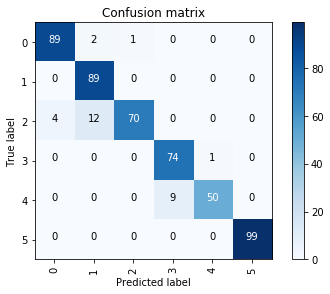 Confusion matrix
True label
0 89 2 1 0 0 0
1 0 89 0 0 0 0
2 4 12 70 0 0 0
3 0 0 0 74 1 0
4 0 0 0 9 50 0
5 0 0 0 0 0 99
0 1 2 3 4 5
Predicted label
80
60
40
20
0